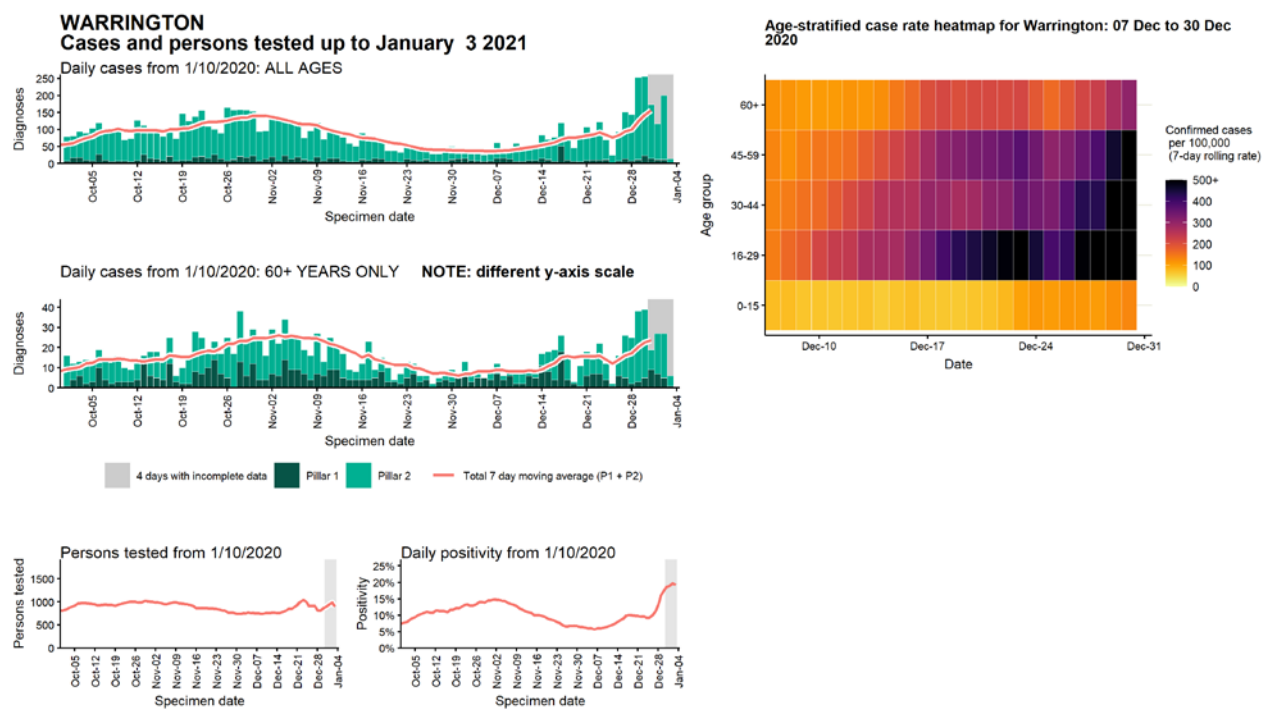 WARRINGTON
Cases and persons tested up to January 3 2021
Daily cases from 1/10/2020: ALL AGES
Diagnoses
250
200
150
100
50
0
Oct-05
Oct-12
Oct-19
Oct-26
Nov-02
Nov-09
Nov-16
Nov-23
Nov-30
Dec-07
Dec-14
Dec-21
Dec-28
Jan-04
Specimen date
Daily cases from 1/10/2020: 60+ YEARS ONLY NOTE: different y-axis scale
Diagnoses
40
30
20
10
0
Oct-05
Oct-12
Oct-19
Oct-26
Nov-02
Nov-09
Nov-16
Nov-23
Nov-30
Dec-07
Dec-14
Dec-21
Dec-28
Jan-04
Specimen date
4 days with incomplete data
Pillar 1
Pillar 2
Total 7 day moving average (P1 + P2)
Persons tested from 1/10/2020
Persons tested
1500
1000
500
0
Oct-05
Oct-12
Oct-19
Oct-26
Nov-02
Nov-09
Nov-16
Nov-23
Nov-30
Dec-07
Dec-14
Dec-21
Dec-28
Jan-04
Specimen date
Daily positivity from 1/10/2020
Positivity
25%
20%
15%
10%
5%
0%
Oct-05
Oct-12
Oct-19
Oct-26
Nov-02
Nov-09
Nov-16
Nov-23
Nov-30
Dec-07
Dec-14
Dec-21
Dec-28
Jan-04
Specimen date
Age-stratified case rate heatmap for Warrington: 07 Dec to 30 Dec
2020
Age group
60+
45-59
30-44
16-29
0-15
Dec-10
Dec-17
Dec-24
Dec-31
Date
Confirmed cases
per 100,000
(7-day rolling rate)
500+
400
300
200
100
0